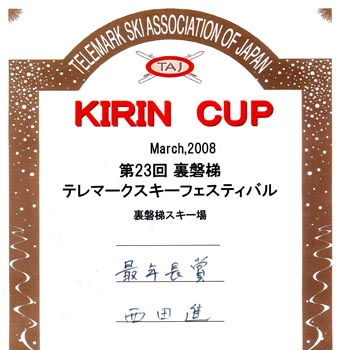 TELEMARK SKI ASSOCIATION OF JAPAN
TAJ
KIRIN CUP
March,2008
第23回 裏磐梯
テレマークスキーフェスティバル
裏磐梯スキー場
最年長賞
西田進